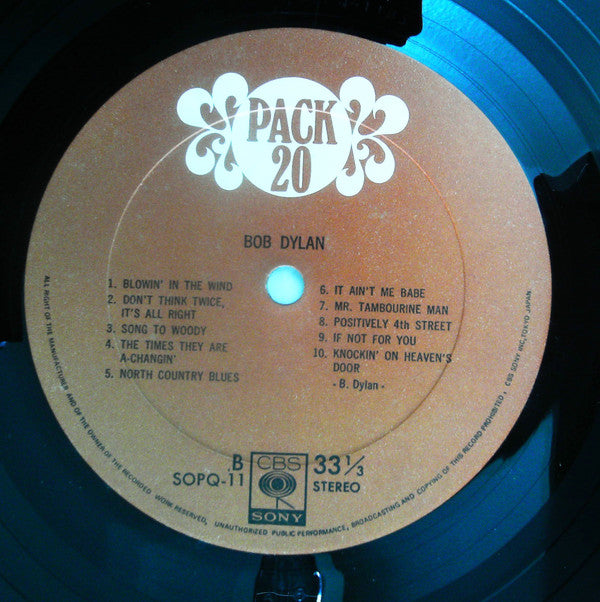 PACK
20
BOB DYLAN
1. BLOWIN' IN THE WIND
2. DON'T THINK TWICE,
IT'S ALL RIGHT
3. SONG TO WOODY
4. THE TIMES THEY ARE
A-CHANGIN'
5. NORTH COUNTRY BLUES
6. IT AIN'T ME BABE
7. MR. TAMBOURINE MAN
8. POSITIVELY 4th STREET
9. IF NOT FOR YOU
10. KNOCKIN' ON HEAVEN'S
DOOR
- B. Dylan -
B
SOPQ-11
CBS
SONY
33 1/3
STEREO
ALL RIGHT OF THE MANUFACTURER AND OF THE OWNER OF THE RECORDED WORK RESERVED, UNAUTHORIZED PUBLIC PERFORMANCE, BROADCASTING AND COPYING OF THIS RECORD PROHIBITED, CBS SONY INC,TOKYO JAPAN